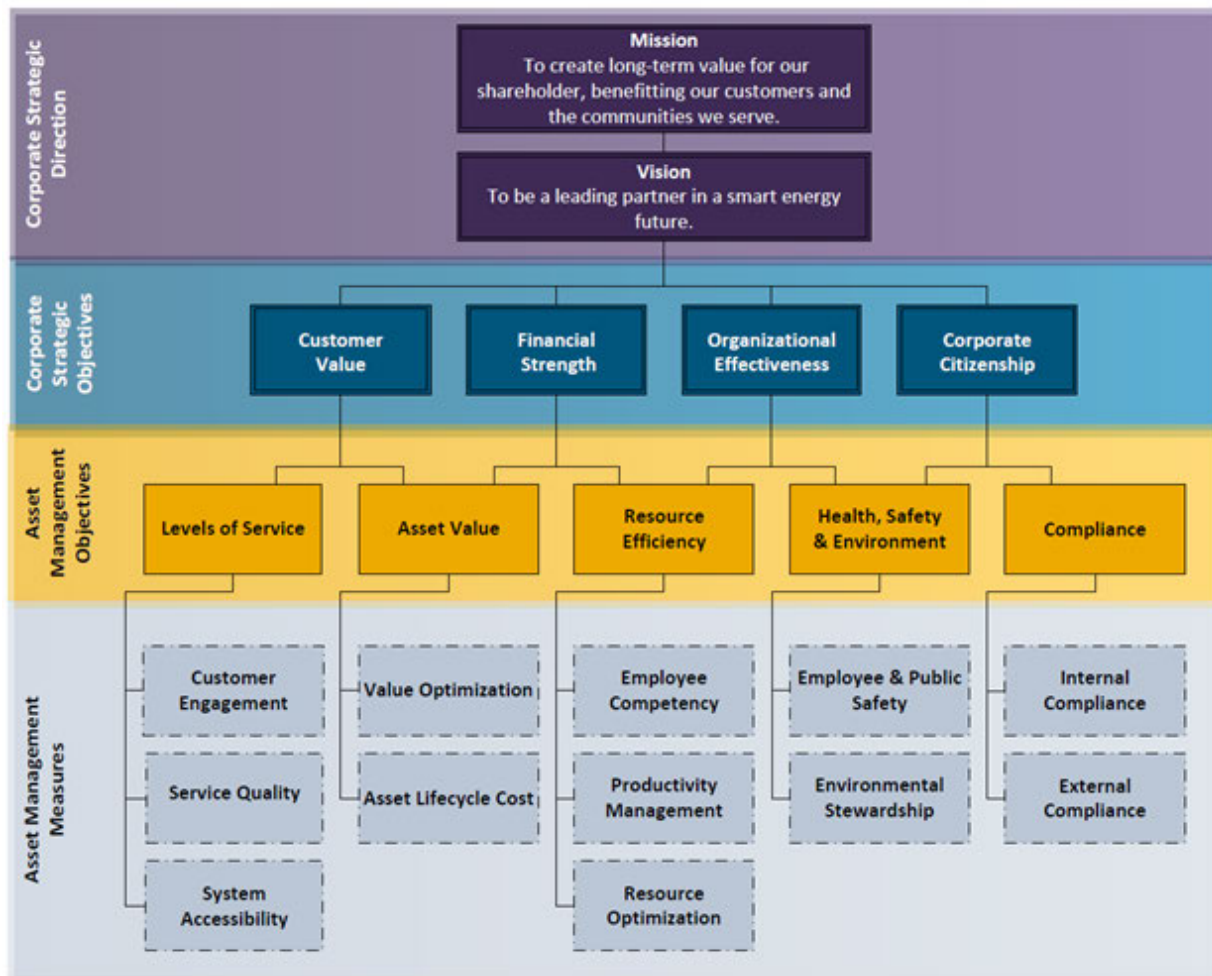 Corporate Strategic
Direction
Mission
To create long-term value for our
shareholder, benefitting our customers and
the communities we serve.
Vision
To be a leading partner in a smart energy
future.
Corporate
Strategic
Objectives
Customer
Value
Financial
Strength
Organizational
Effectiveness
Corporate
Citizenship
Asset
Management
Objectives
Levels of Service
Asset Value
Resource
Efficiency
Health, Safety
& Environment
Compliance
Asset Management
Measures
Customer
Engagement
Value Optimization
Employee
Competency
Employee & Public
Safety
Internal
Compliance
Service Quality
Asset Lifecycle Cost
Productivity
Management
Environmental
Stewardship
External
Compliance
System
Accessibility
Resource
Optimization